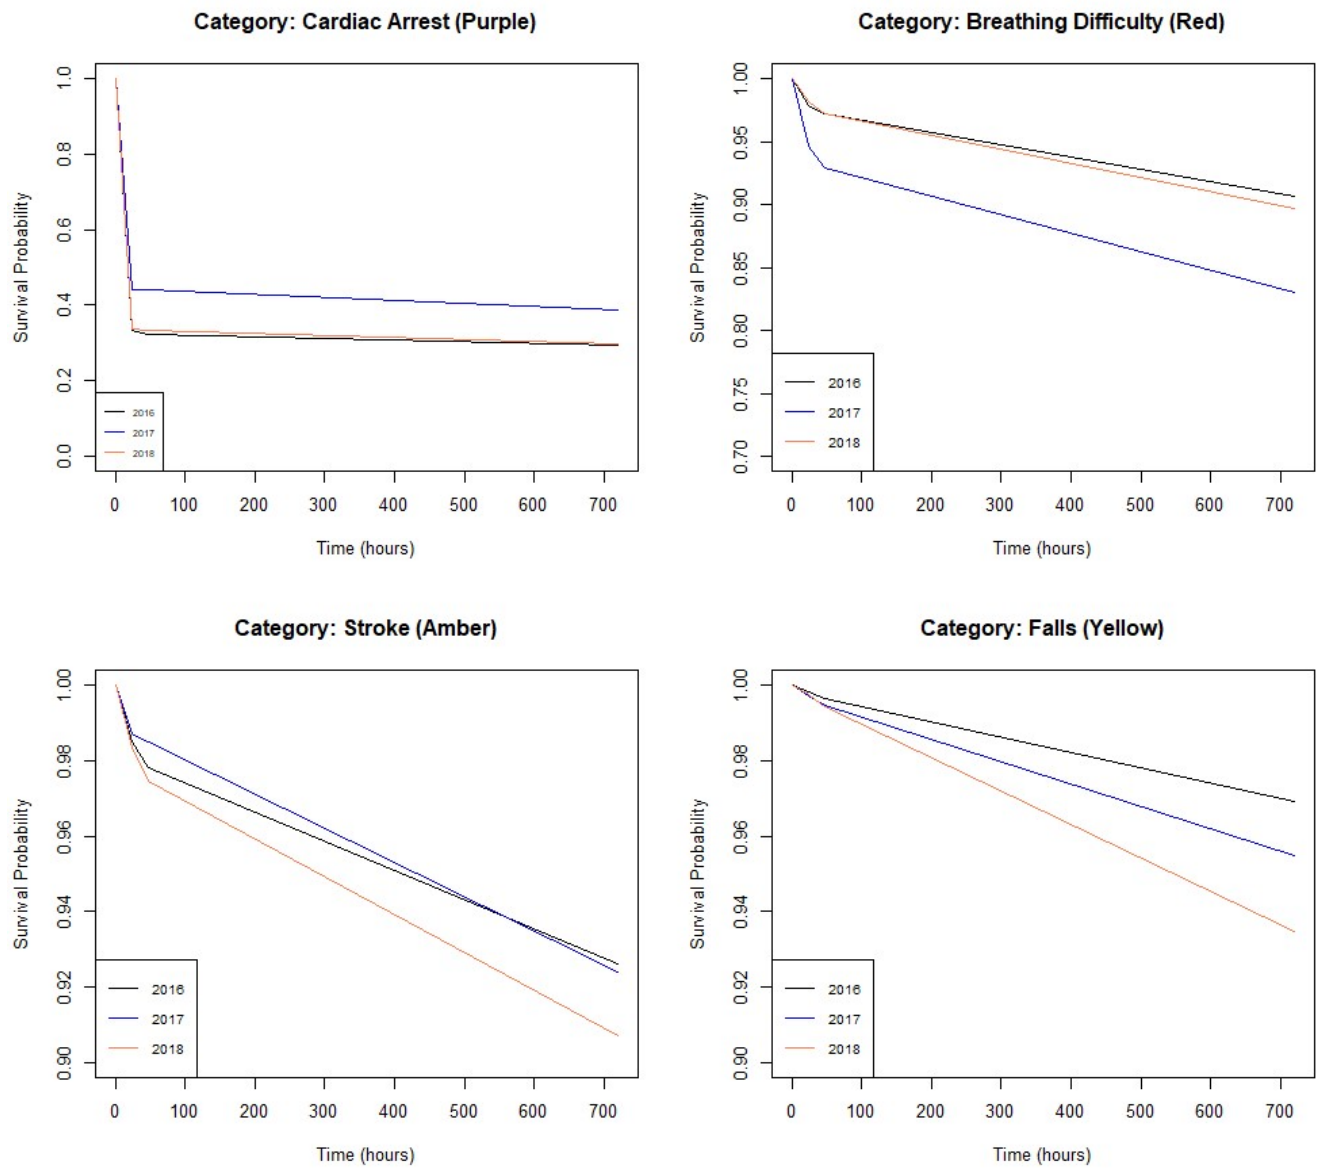 Category: Cardiac Arrest (Purple)
Survival Probability
1.0
0.8
0.6
0.4
0.2
0.0
2016
2017
2018
0 100 200 300 400 500 600 700
Time (hours)
Category: Breathing Difficulty (Red)
Survival Probability
1.00
0.95
0.90
0.85
0.80
0.75
0.70
2016
2017
2018
0 100 200 300 400 500 600 700
Time (hours)
Category: Stroke (Amber)
Survival Probability
1.00
0.98
0.96
0.94
0.92
0.90
2016
2017
2018
0 100 200 300 400 500 600 700
Time (hours)
Category: Falls (Yellow)
Survival Probability
1.00
0.98
0.96
0.94
0.92
0.90
2016
2017
2018
0 100 200 300 400 500 600 700
Time (hours)